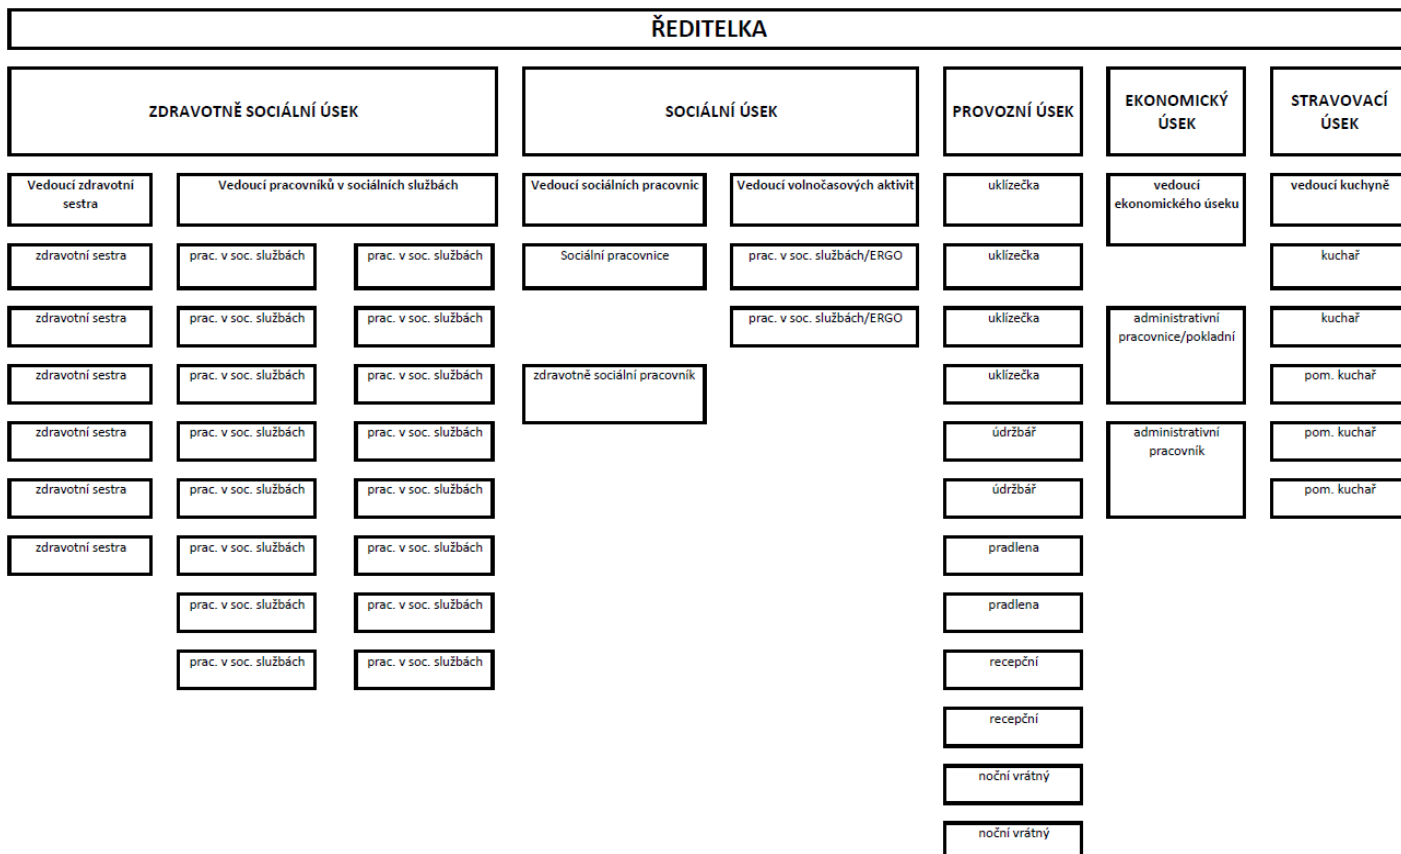 ŘEDITELKA
ZDRAVOTNĚ SOCIÁLNÍ ÚSEK
SOCIÁLNÍ ÚSEK
PROVOZNÍ ÚSEK
EKONOMICKÝ
ÚSEK
STRAVOVACÍ
ÚSEK
Vedoucí zdravotní
sestra
Vedoucí pracovníků v sociálních službách
Vedoucí sociálních pracovnic
Vedoucí volnočasových aktivit
uklízečka
vedoucí
ekonomického úseku
vedoucí kuchyně
zdravotní sestra
prac. v soc. službách
prac. v soc. službách
Sociální pracovnice
prac. v soc. službách/ERGO
uklízečka
kuchař
zdravotní sestra
prac. v soc. službách
prac. v soc. službách
prac. v soc. službách/ERGO
uklízečka
administrativní
pracovnice/pokladní
kuchař
zdravotní sestra
prac. v soc. službách
prac. v soc. službách
zdravotně sociální pracovník
uklízečka
pom. kuchař
zdravotní sestra
prac. v soc. službách
prac. v soc. službách
údržbář
administrativní
pracovník
pom. kuchař
zdravotní sestra
prac. v soc. službách
prac. v soc. službách
údržbář
pom. kuchař
zdravotní sestra
prac. v soc. službách
prac. v soc. službách
pradlena
prac. v soc. službách
prac. v soc. službách
pradlena
prac. v soc. službách
prac. v soc. službách
recepční
recepční
noční vrátný
noční vrátný